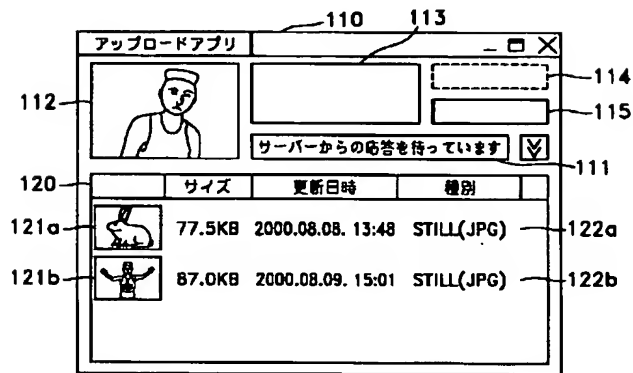 110
113
アップロードアプリ
112
114
115
サーバーからの応答を待っています
111
120
サイズ 更新日時 種別
121a 77.5KB 2000.08.08. 13:48 STILL(JPG) 122a
121b 87.0KB 2000.08.09. 15:01 STILL(JPG) 122b